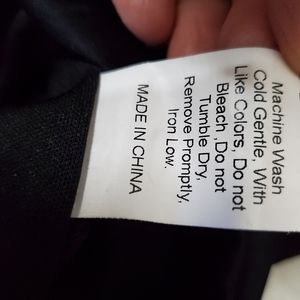 Machine Wash
Cold Gentle, With
Like Colors, Do not
Bleach ,Do not
Tumble Dry,
Remove Promptly,
Iron Low.
MADE IN CHINA